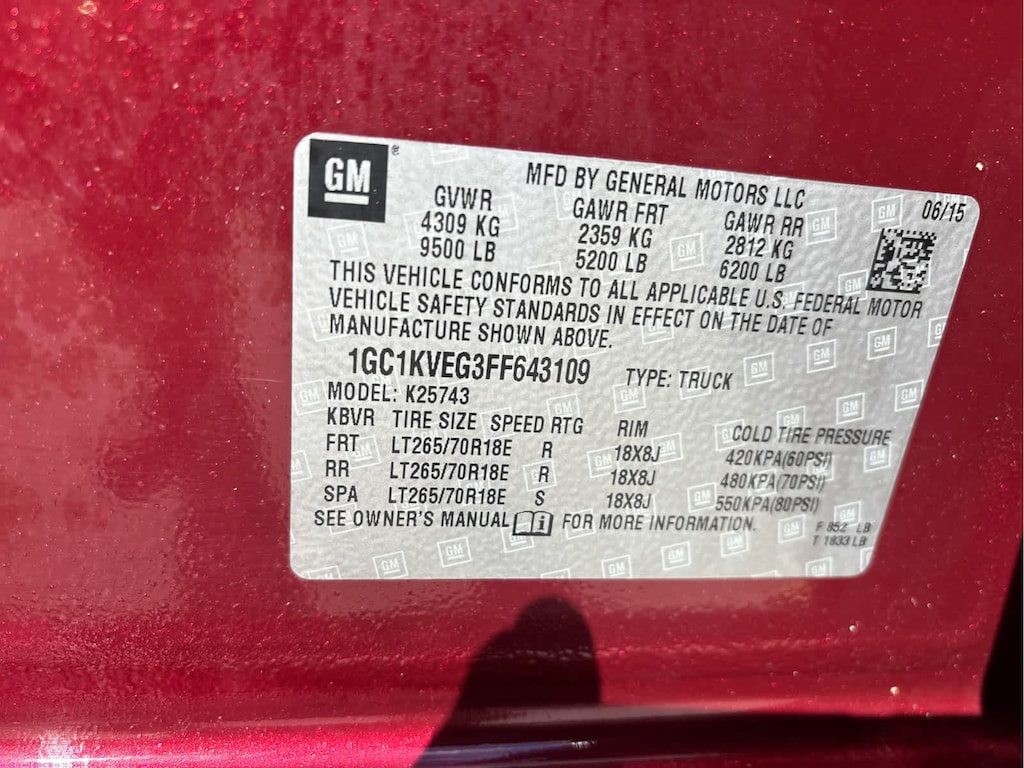 GM
MFD BY GENERAL MOTORS LLC
06/15
GVWR GAWR FRT GAWR RR
4309 KG 2359 KG 2812 KG
9500 LB 5200 LB 6200 LB
THIS VEHICLE CONFORMS TO ALL APPLICABLE U.S. FEDERAL MOTOR
VEHICLE SAFETY STANDARDS IN EFFECT ON THE DATE OF
MANUFACTURE SHOWN ABOVE.
1GC1KVEG3FF643109 TYPE: TRUCK
MODEL: K25743
KBVR TIRE SIZE SPEED RTG RIM COLD TIRE PRESSURE
FRT LT265/70R18E R 18X8J 420KPA(60PSI)
RR LT265/70R18E R 18X8J 480KPA(70PSI)
SPA LT265/70R18E S 18X8J 550KPA(80PSI)
SEE OWNER'S MANUAL FOR MORE INFORMATION.
F 852 LB
T 1833 LB